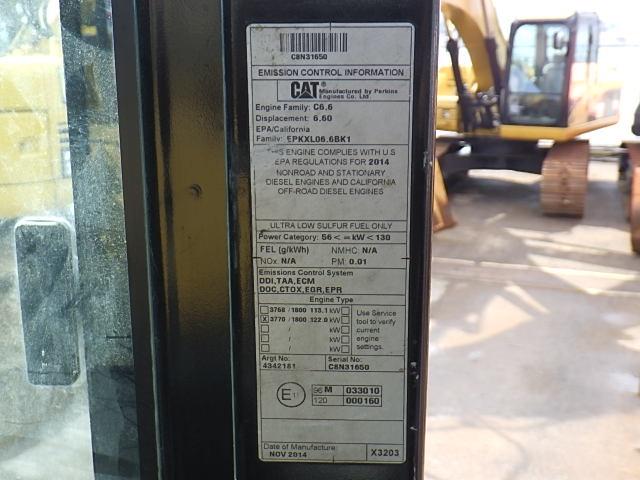 C8N31650
EMISSION CONTROL INFORMATION
CAT Manufactured by Perkins
Engines Co. Ltd.
Engine Family: C6.6
Displacement: 6.60
EPA/California
Family: EPKXL06.6BK1
THIS ENGINE COMPLIES WITH U.S
EPA REGULATIONS FOR 2014
NONROAD AND STATIONARY
DIESEL ENGINES AND CALIFORNIA
OFF-ROAD DIESEL ENGINES
ULTRA LOW SULFUR FUEL ONLY
Power Category: 56 < = kW < 130
FEL (g/kWh) NMHC: N/A
NOx: N/A PM: 0.01
Emissions Control System
DDI,TAA,ECM
DOC,CTOX,EGR,EPR
Engine Type
3768 / 1800 113.1 kW
X 3770 / 1800 122.0 kW
/ kW
/ kW
/ kW
Use Service
tool to verify
current
engine
settings.
Argt No: Serial No:
4342181 C8N31650
E11 96 M 033010
120 000160
Date of Manufacture
NOV 2014 X3203